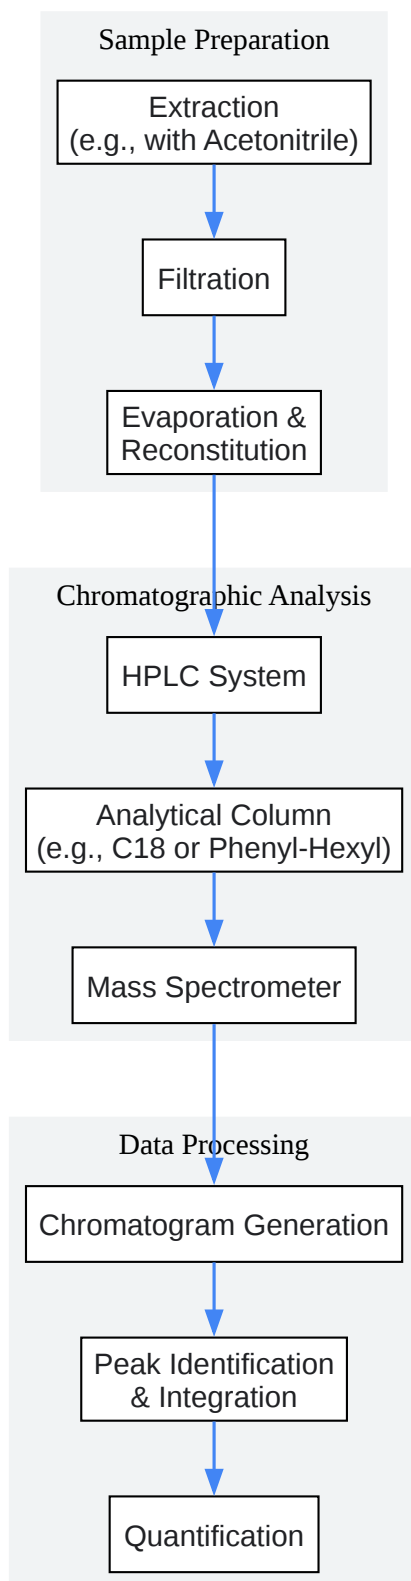 Sample Preparation
Extraction
(e.g., with Acetonitrile)
Filtration
Evaporation &
Reconstitution
Chromatographic Analysis
HPLC System
Analytical Column
(e.g., C18 or Phenyl-Hexyl)
Mass Spectrometer
Data Processing
Chromatogram Generation
Peak Identification
& Integration
Quantification